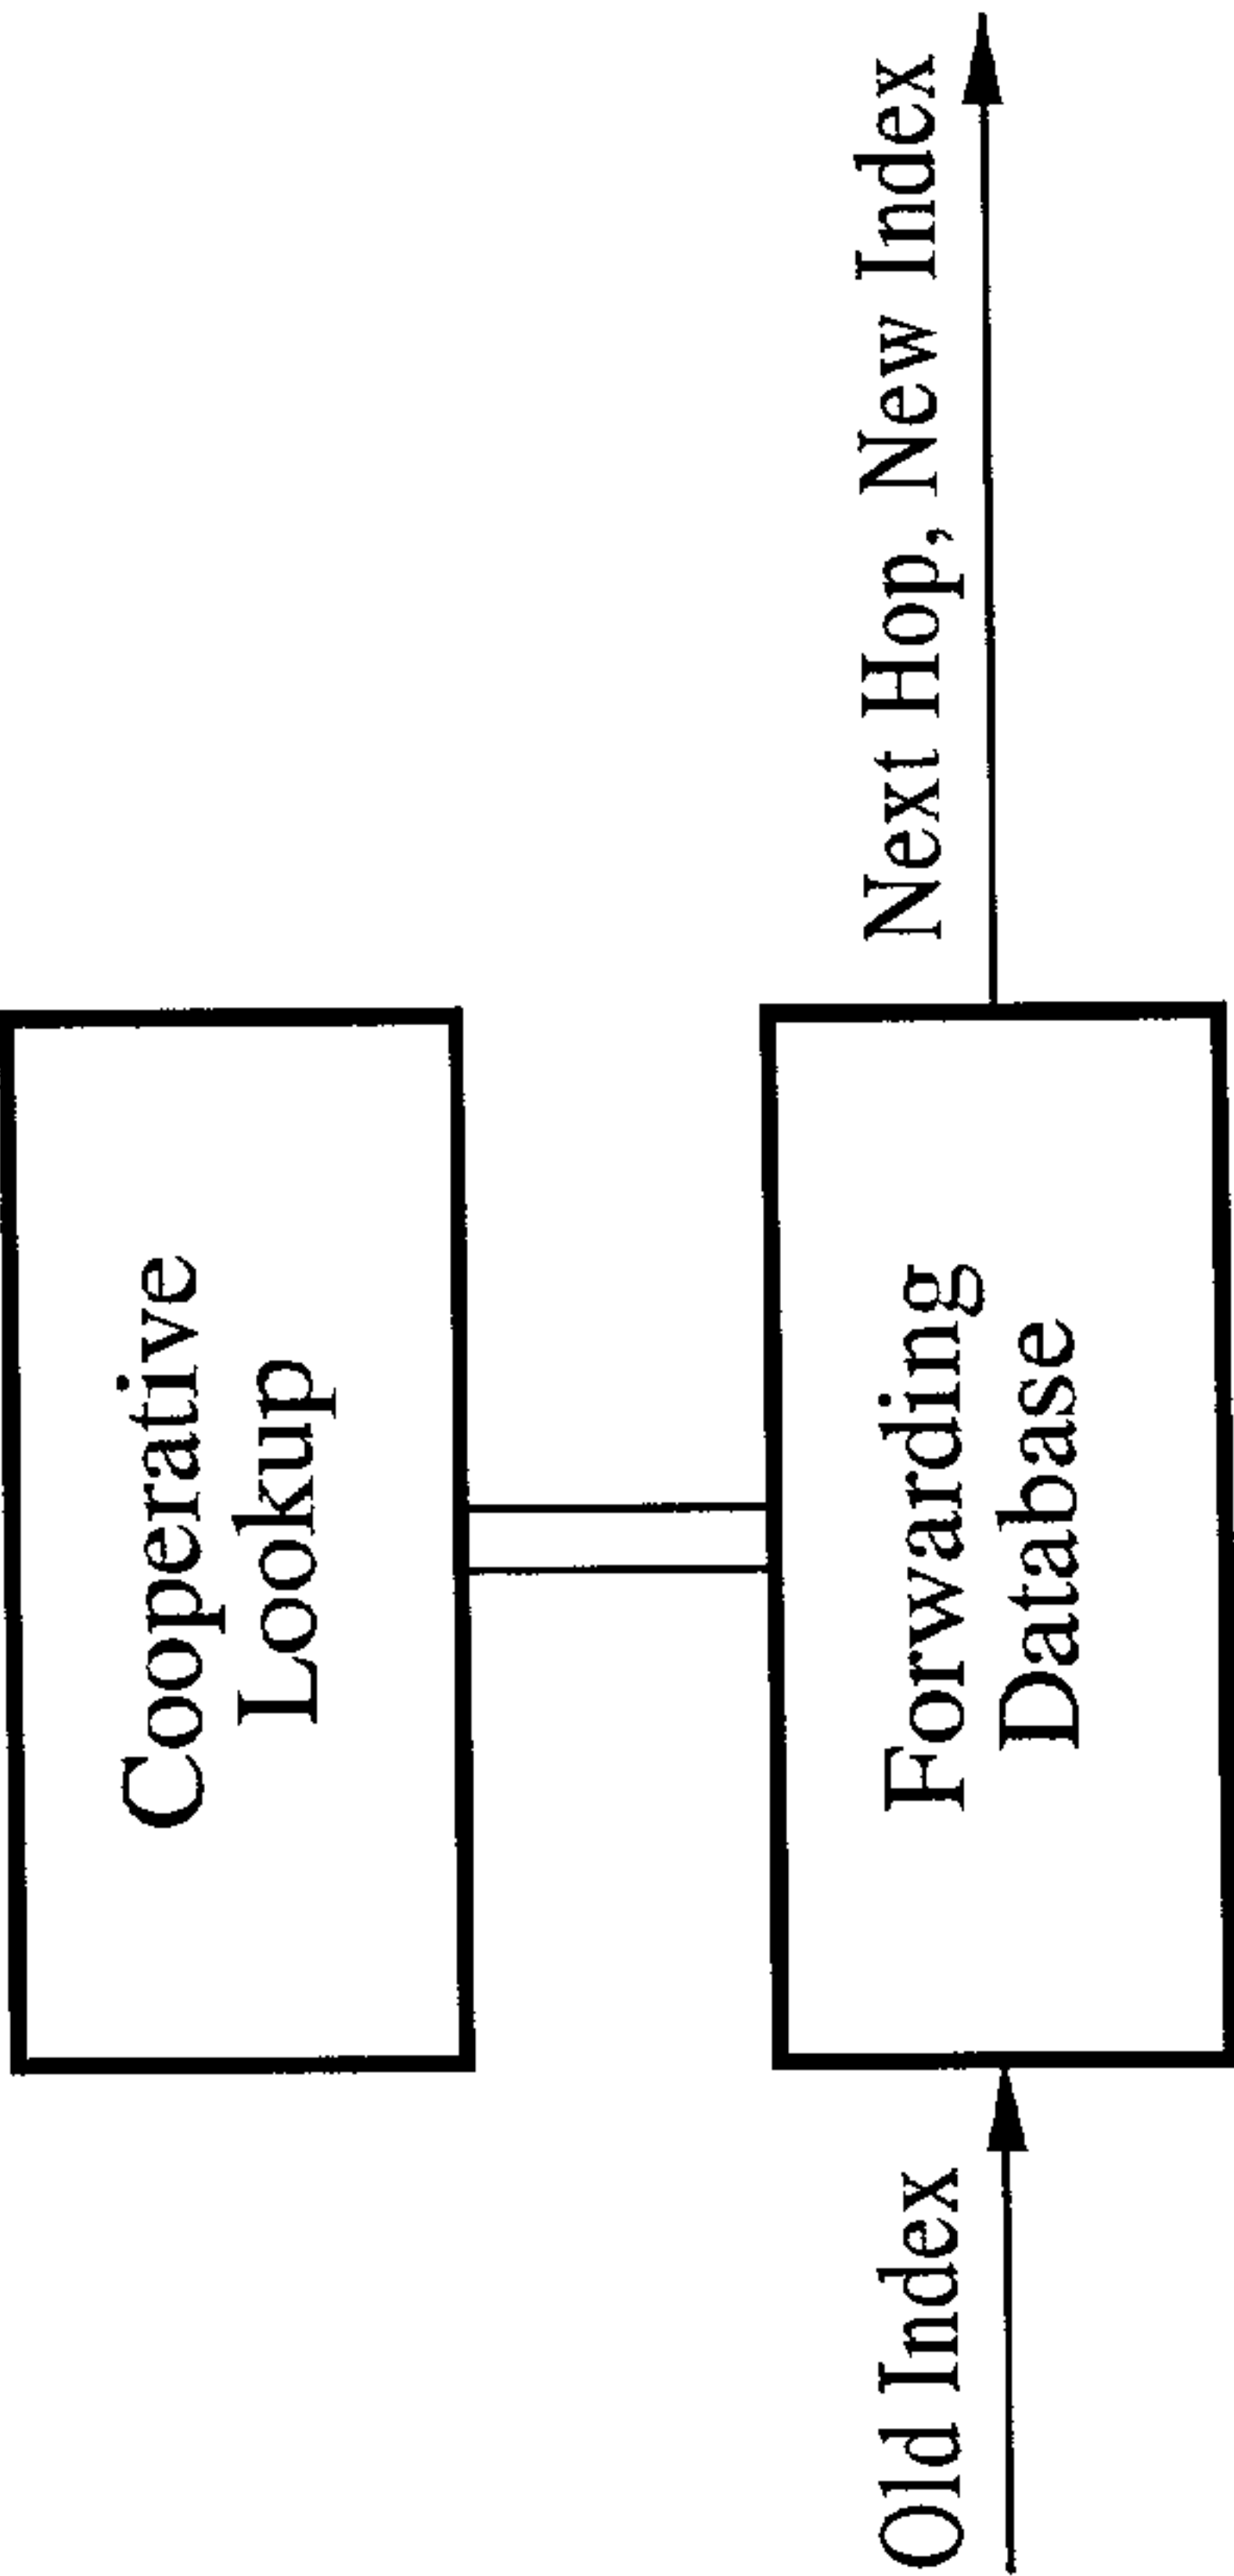 Cooperative
Lookup
Old Index
Forwarding
Database
Next Hop, New Index